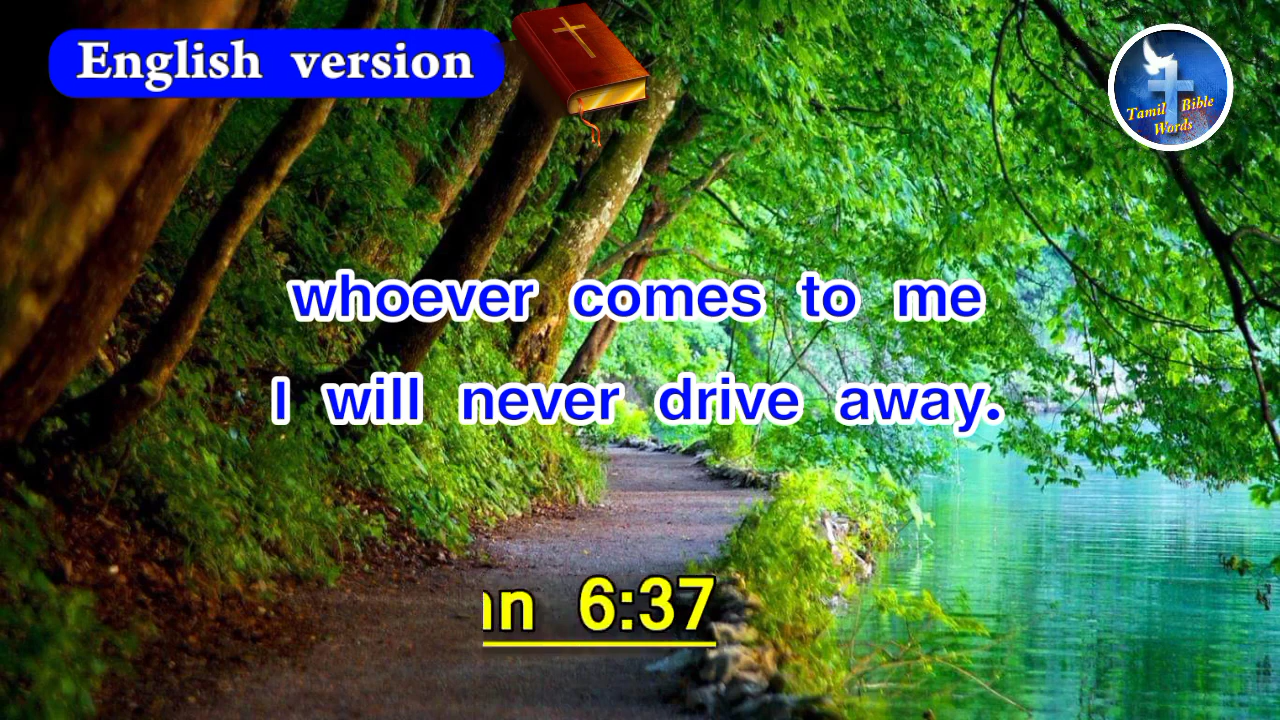 English version
Tamil Bible
Words
whoever comes to me
I will never drive away.
6:37